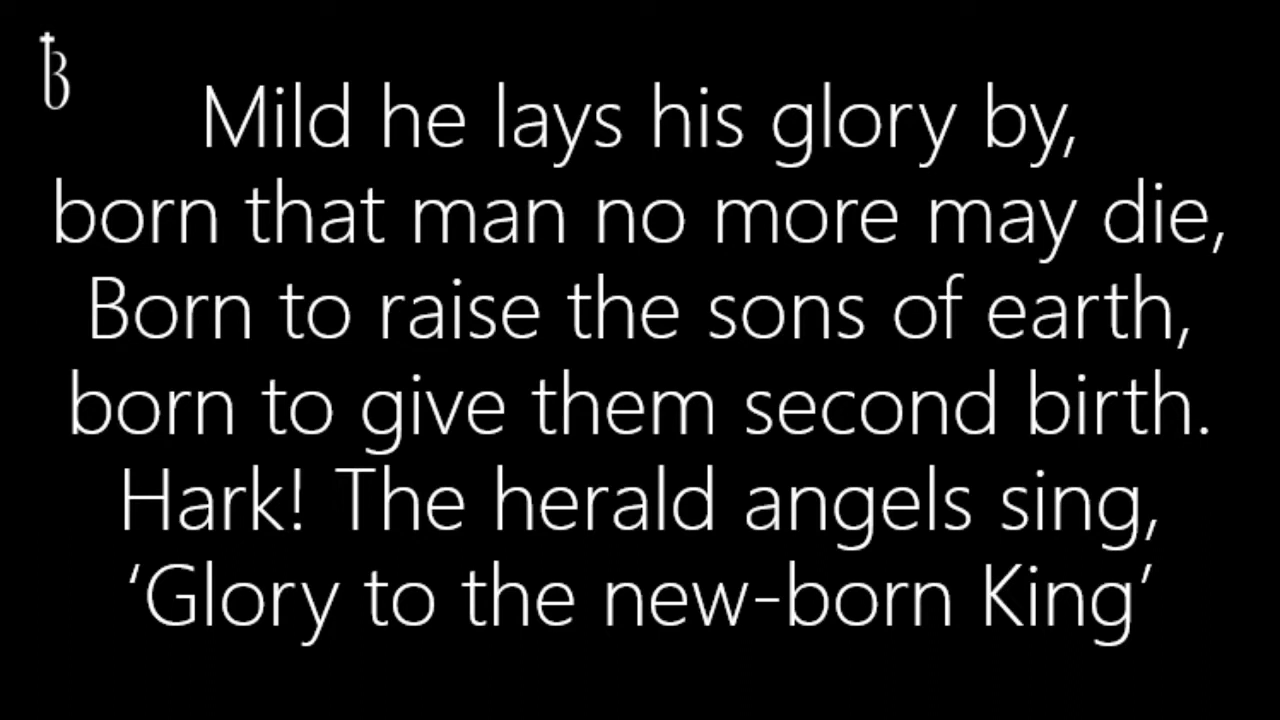 Mild he lays his glory by,
born that man no more may die,
Born to raise the sons of earth,
born to give them second birth.
Hark! The herald angels sing,
‘Glory to the new-born King’